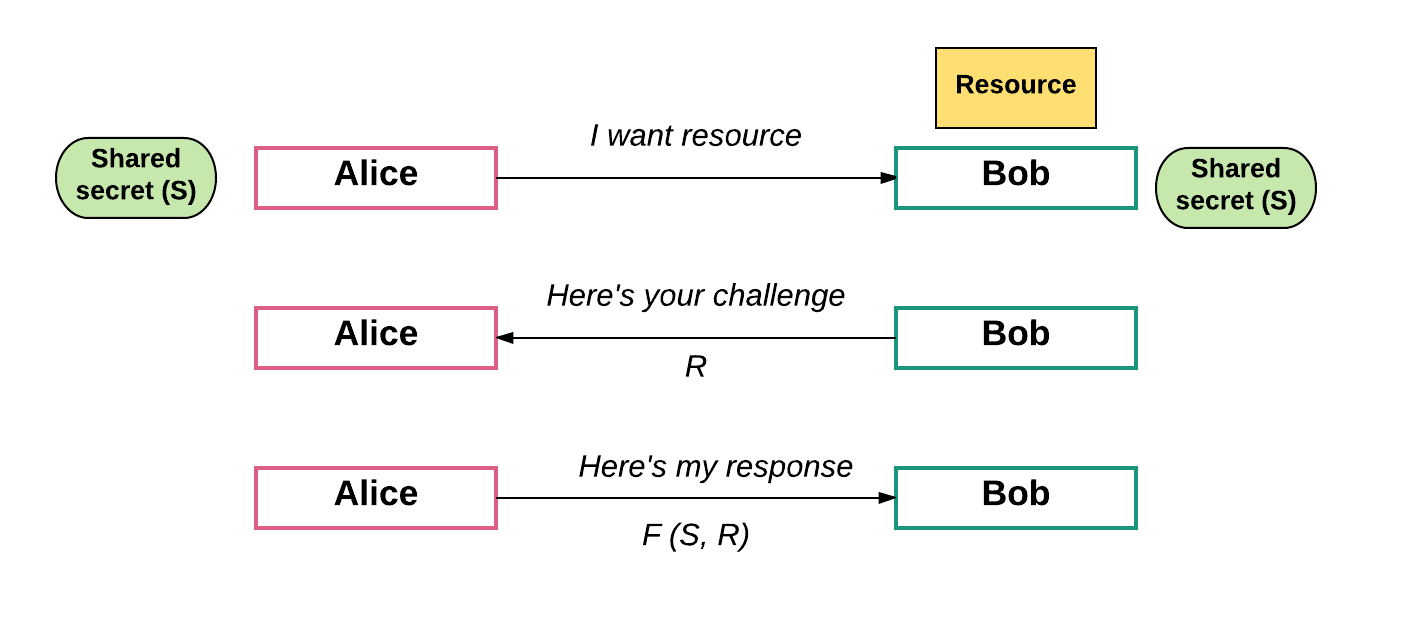 Resource
I want resource
Shared
secret (S)
Alice
Bob
Shared
secret (S)
Here's your challenge
Alice
Bob
R
Here's my response
Alice
Bob
F (S, R)